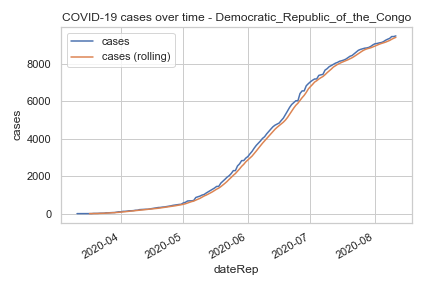 COVID-19 cases over time - Democratic_Republic_of_the_Congo
cases
cases (rolling)
8000
6000
4000
2000
0
cases
2020-04
2020-05
2020-06
2020-07
2020-08
dateRep